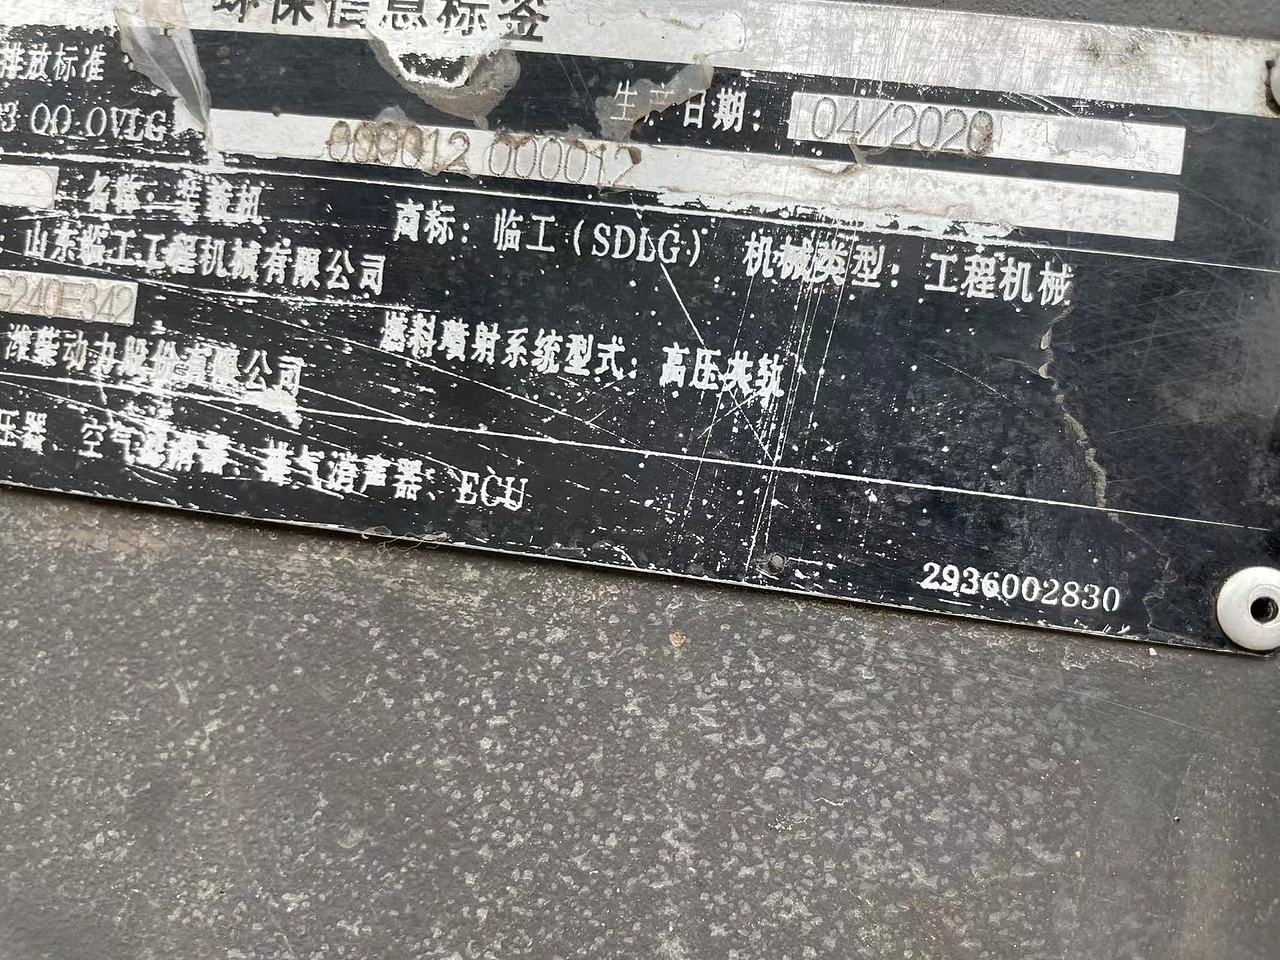 环保信息标签
排放标准
生产日期: 04/2020
3 00.0VLG
000012 000012
名称: 装载机 商标: 临工(SDLG) 机械类型: 工程机械
: 山东临工工程机械有限公司
G240E342 燃料喷射系统型式: 高压共轨
潍柴动力股份有限公司
压器 空气滤清器、排气消声器、ECU
2936002830